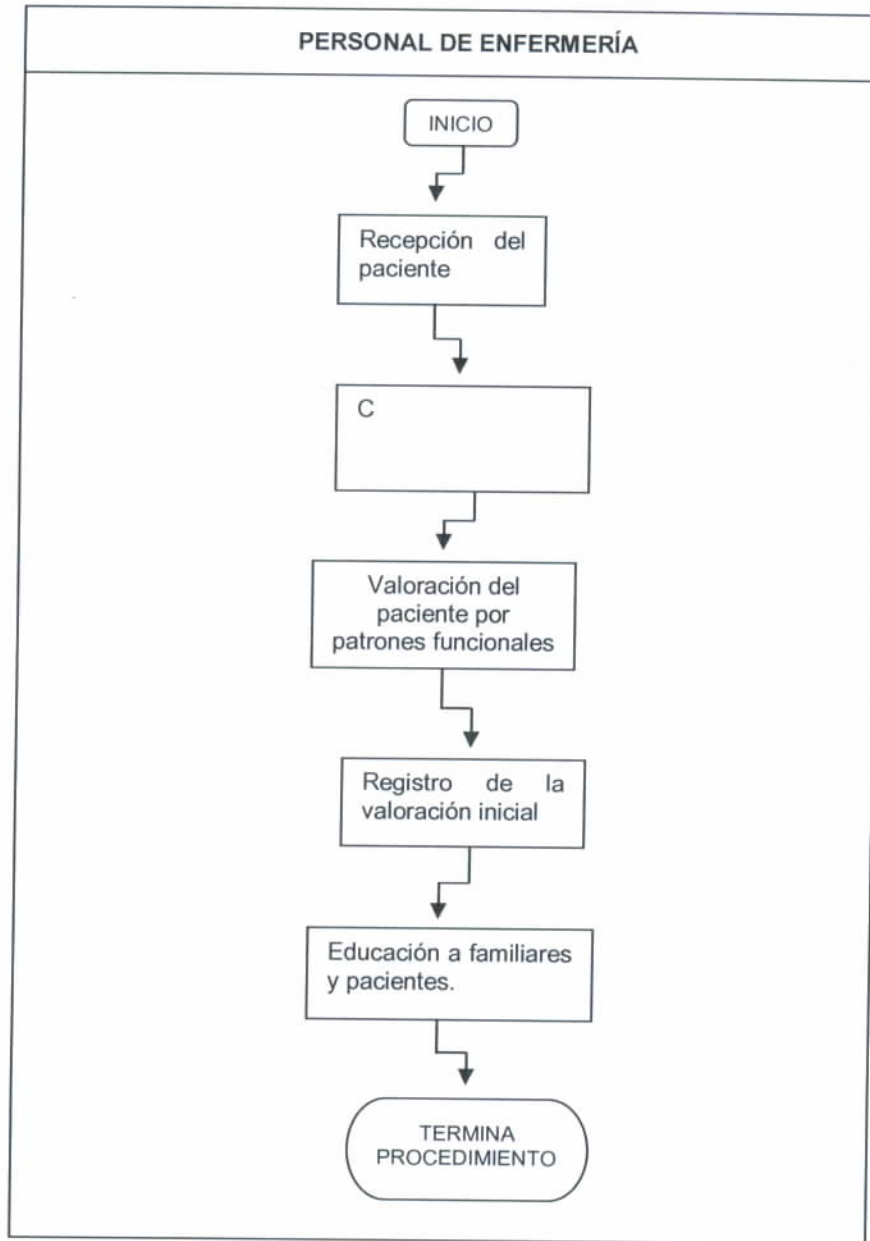 PERSONAL DE ENFERMERÍA
INICIO
Recepción del
paciente
C
Valoración del
paciente por
patrones funcionales
Registro de la
valoración inicial
Educación a familiares
y pacientes.
TERMINA
PROCEDIMIENTO